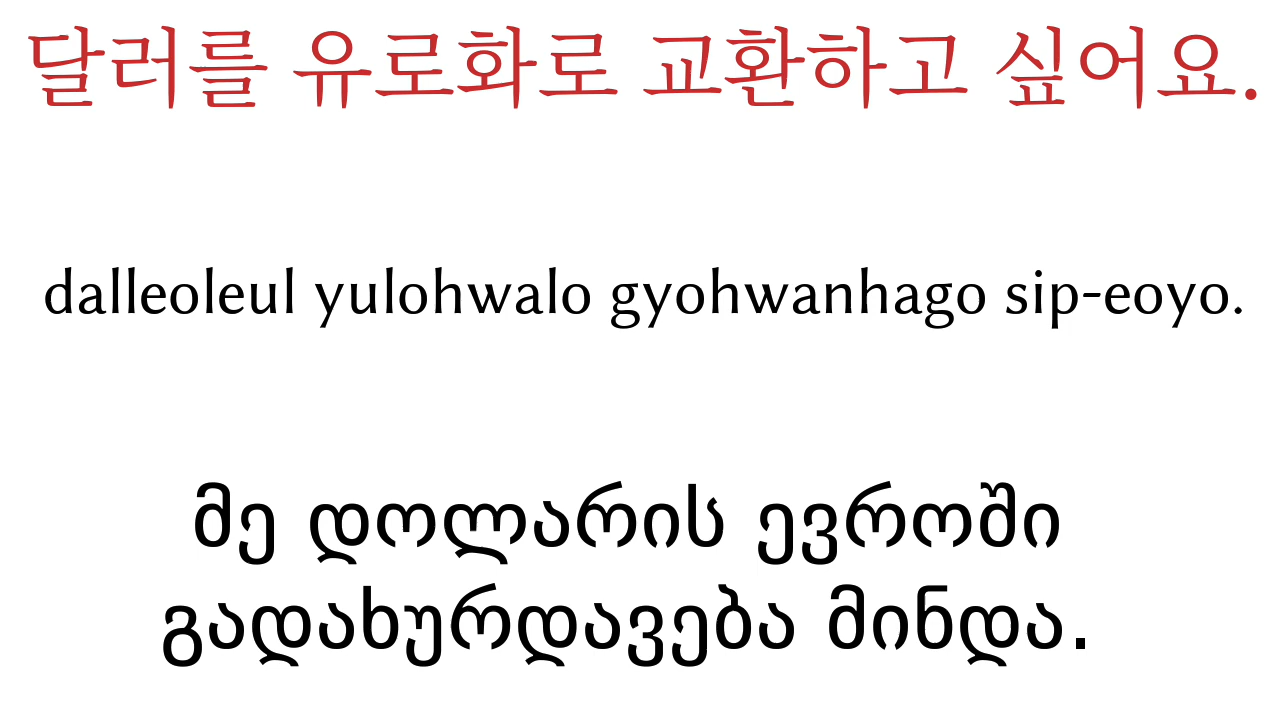 달러를 유로화로 교환하고 싶어요.
dalleoleul yulohwalo gyohwanhago sip-eoyo.
მე დოლარის ევროში
გადახურდავება მინდა.